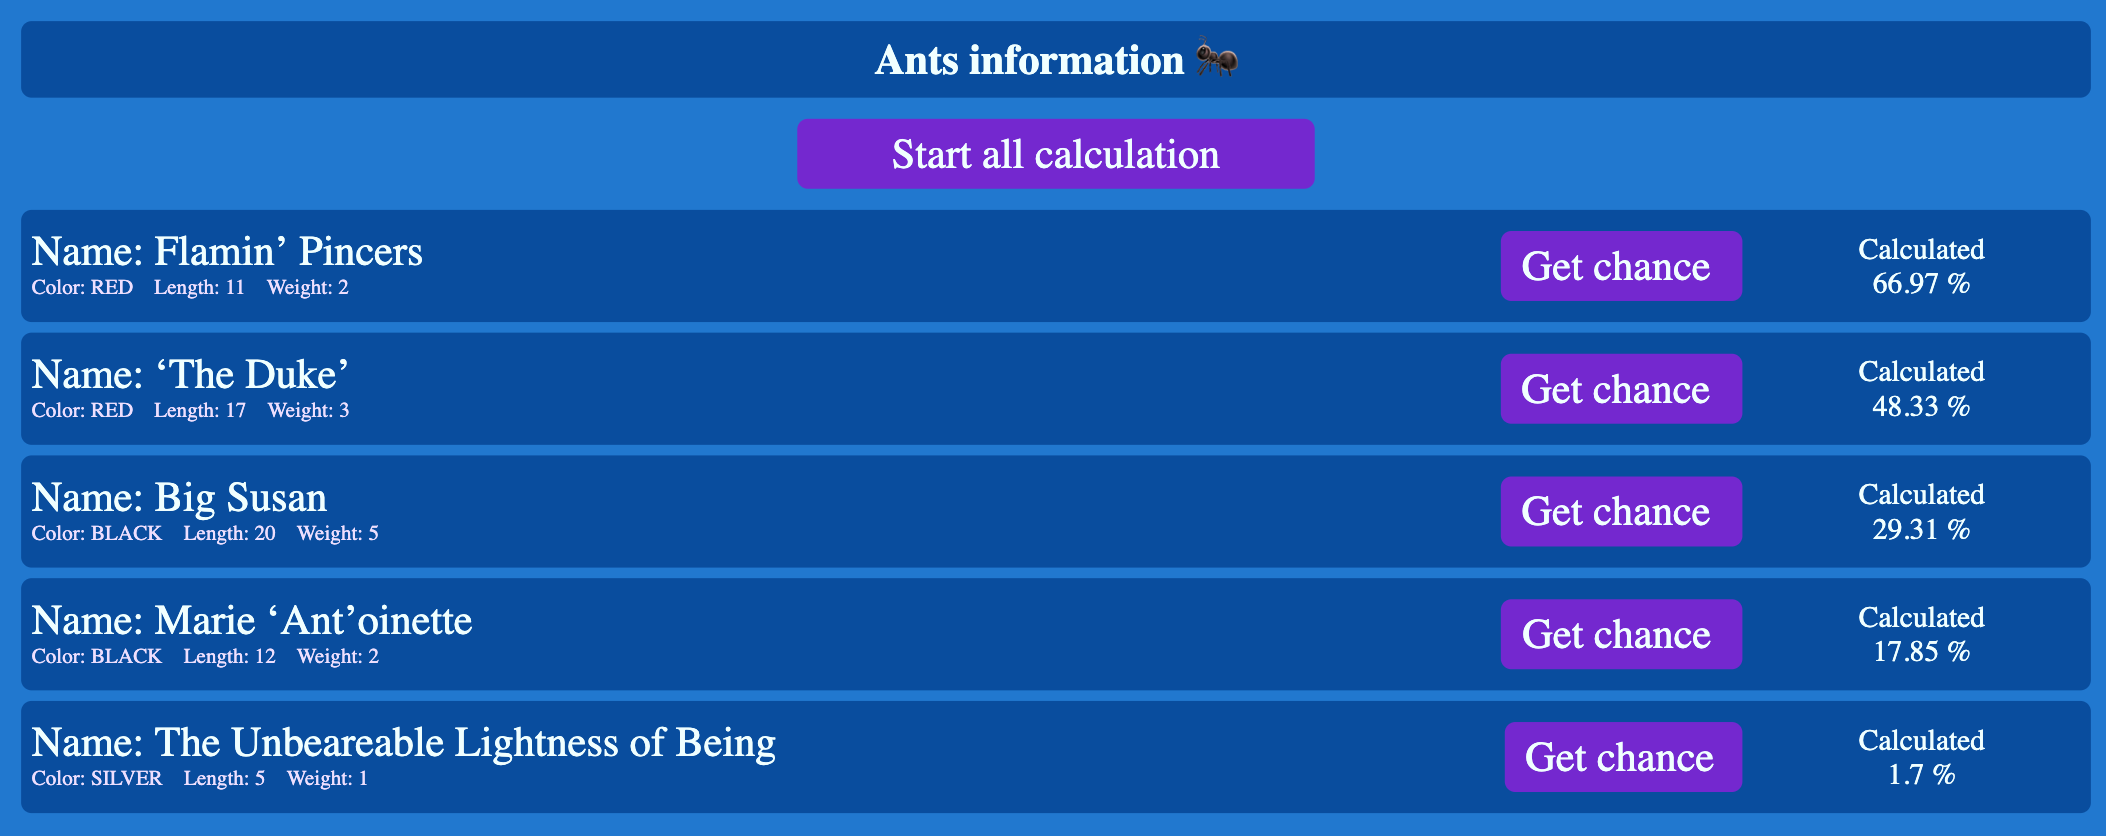 Ants information 🐜
Start all calculation
Name: Flamin’ Pincers
Color: RED Length: 11 Weight: 2
Get chance
Calculated
66.97 %
Name: ‘The Duke’
Color: RED Length: 17 Weight: 3
Get chance
Calculated
48.33 %
Name: Big Susan
Color: BLACK Length: 20 Weight: 5
Get chance
Calculated
29.31 %
Name: Marie ‘Ant’oinette
Color: BLACK Length: 12 Weight: 2
Get chance
Calculated
17.85 %
Name: The Unbeareable Lightness of Being
Color: SILVER Length: 5 Weight: 1
Get chance
Calculated
1.7 %